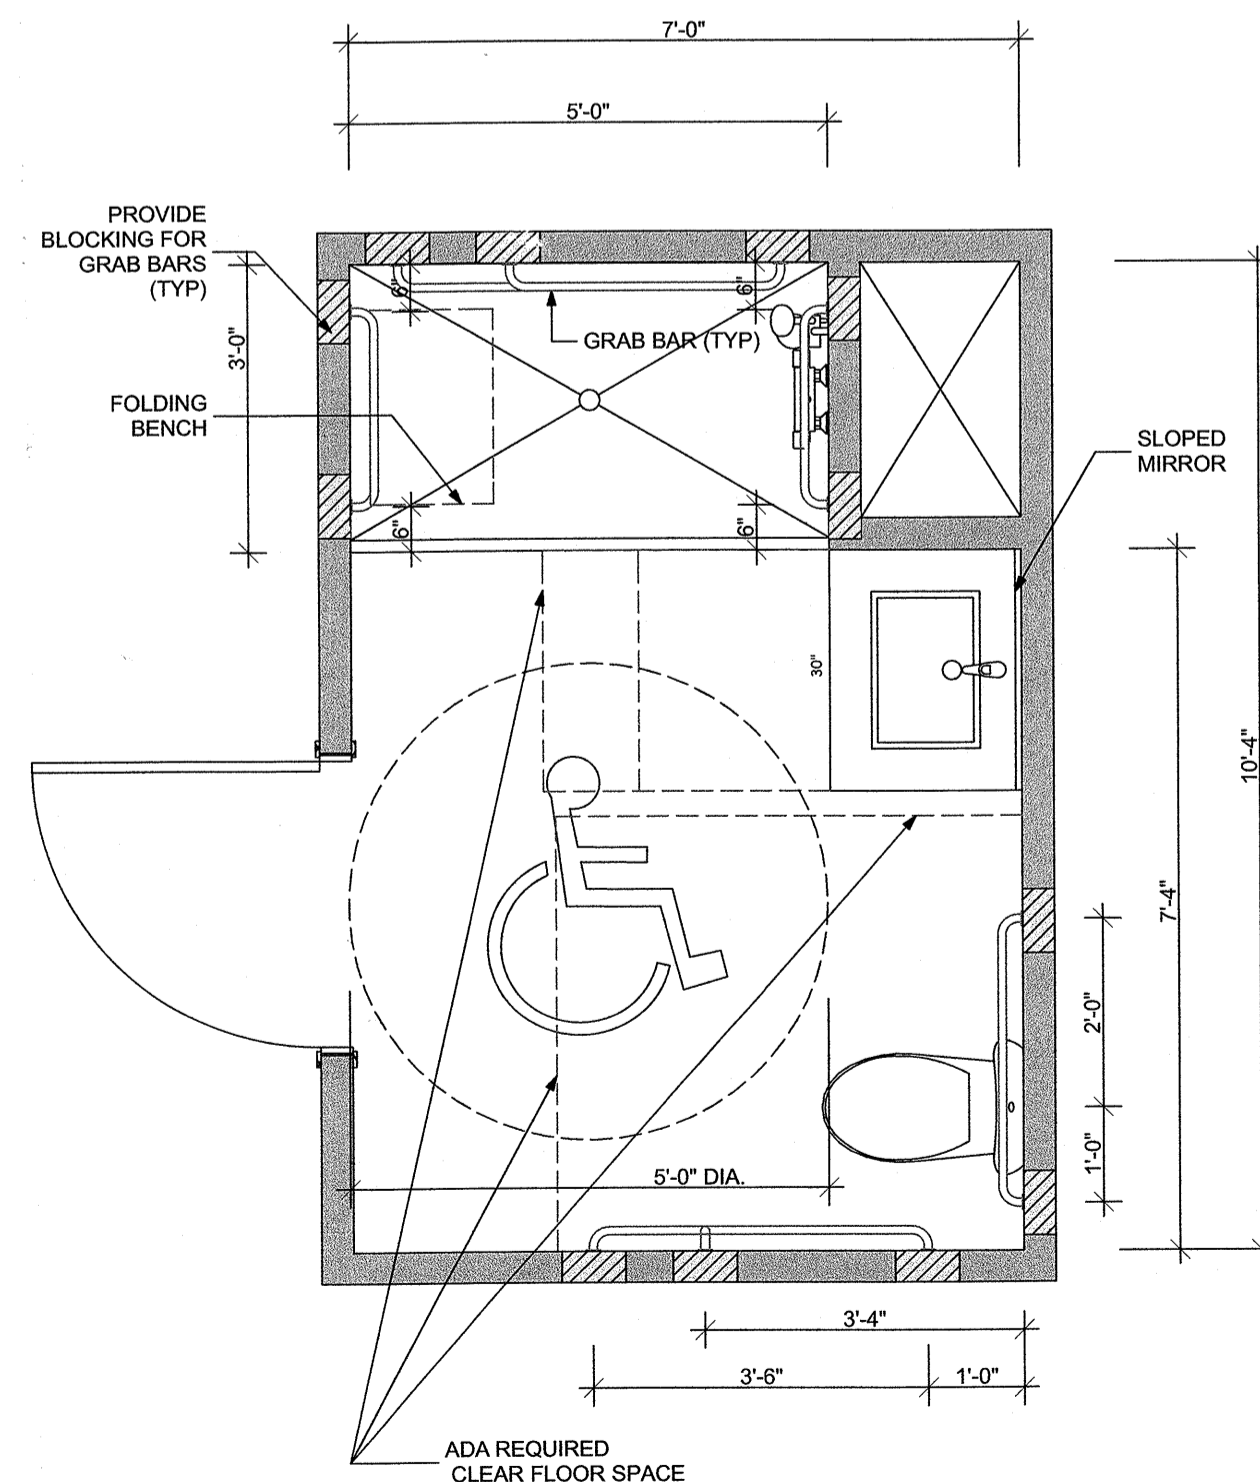 7'-0"
5'-0"
PROVIDE
BLOCKING FOR
GRAB BARS
(TYP)
6"
6"
3'-0"
GRAB BAR (TYP)
FOLDING
BENCH
SLOPED
MIRROR
6"
6"
30"
10'-4"
7'-4"
2'-0"
1'-0"
5'-0" DIA.
3'-4"
3'-6"
1'-0"
ADA REQUIRED
CLEAR FLOOR SPACE